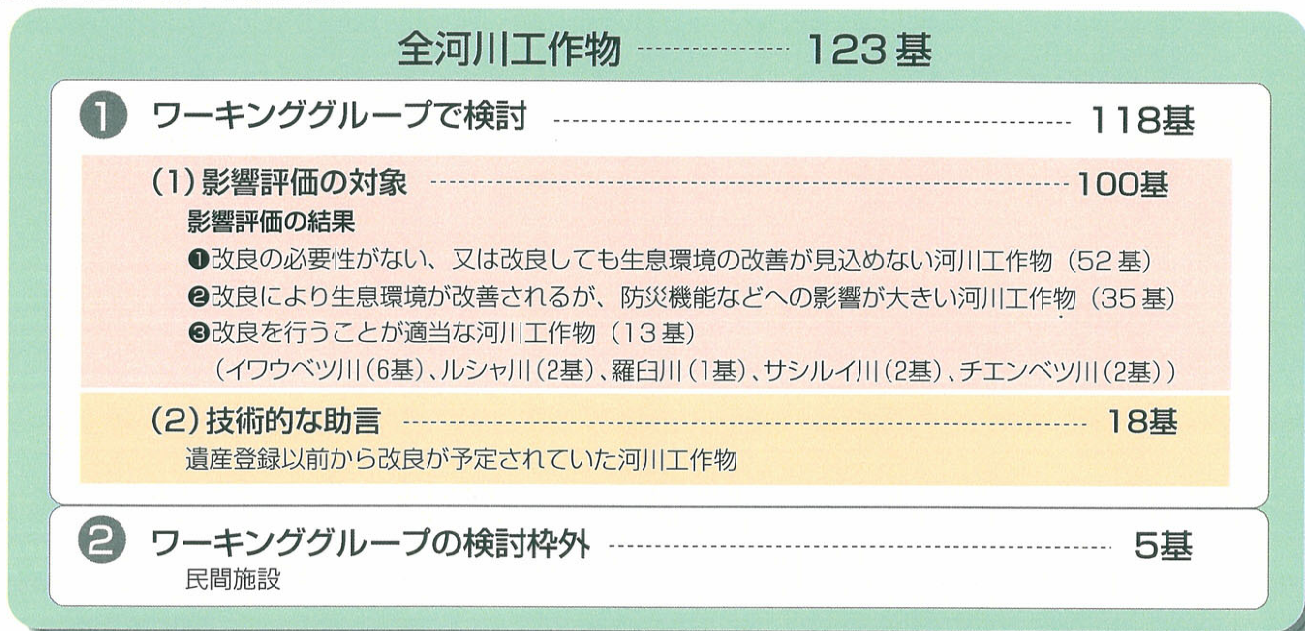 全河川工作物 ---------- 123基
❶ ワーキンググループで検討 ---------- 118基
(1)影響評価の対象 ---------- 100基
影響評価の結果
❶改良の必要性がない、又は改良しても生息環境の改善が見込めない河川工作物（52基）
❷改良により生息環境が改善されるが、防災機能などへの影響が大きい河川工作物（35基）
❸改良を行うことが適当な河川工作物（13基）
（イワウベツ川（6基）、ルシャ川（2基）、羅臼川（1基）、サシルイ川（2基）、チエンベツ川（2基））
(2)技術的な助言 ---------- 18基
遺産登録以前から改良が予定されていた河川工作物
❷ ワーキンググループの検討枠外 ---------- 5基
民間施設